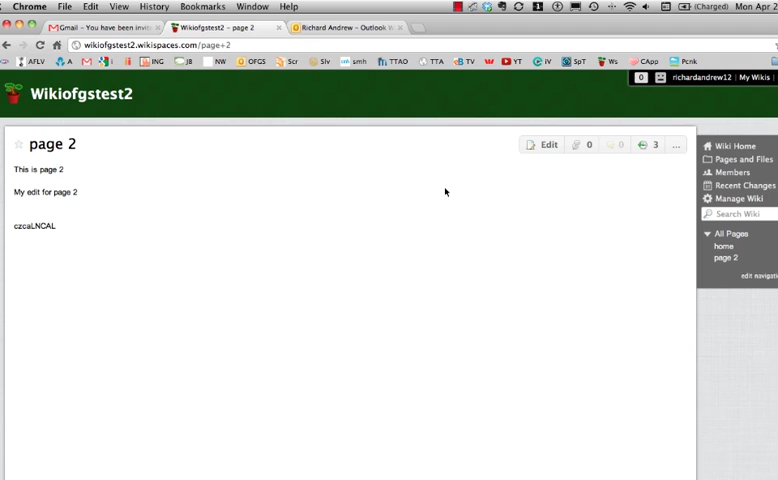 Chrome File Edit View History Bookmarks Window Help (Charged) Mon Apr 2
Gmail – You have been invit Wikiofgstest2 – page 2 Richard Andrew – Outlook W
wikiofgstest2.wikispaces.com/page+2
AFLV A i ING JB NW OFGS Scr Slv smh TTAO TTA TV YT iV SpT Ws CApp Pcnk
0 richardandrew12 | My Wikis |
Wikiofgstest2
page 2
Edit 0 0 3 ...
This is page 2
My edit for page 2
czcaLNCAL
Wiki Home
Pages and Files
Members
Recent Changes
Manage Wiki
Search Wiki
All Pages
home
page 2
edit navigati